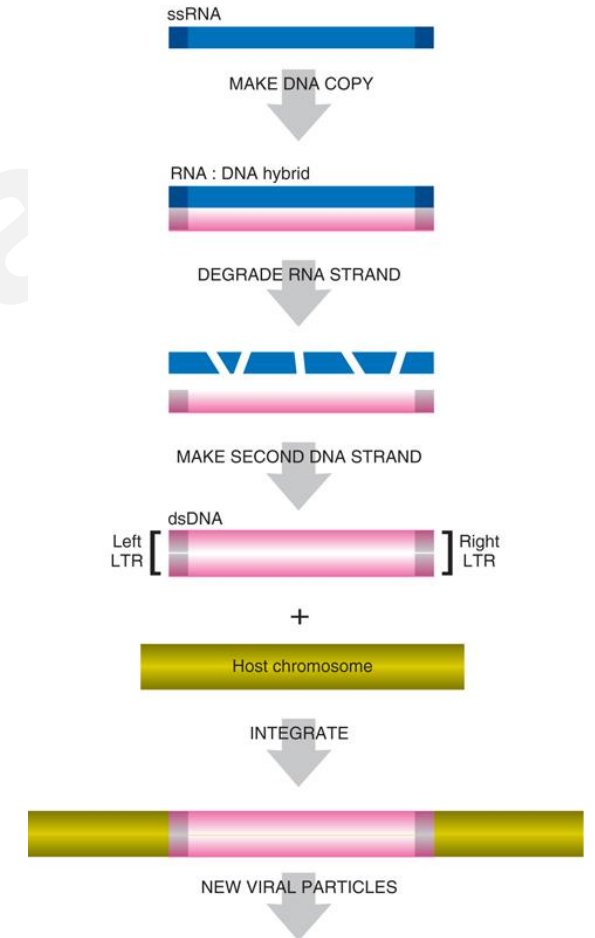 ssRNA
MAKE DNA COPY
RNA : DNA hybrid
DEGRADE RNA STRAND
MAKE SECOND DNA STRAND
dsDNA
Left
LTR
Right
LTR
+
Host chromosome
INTEGRATE
NEW VIRAL PARTICLES